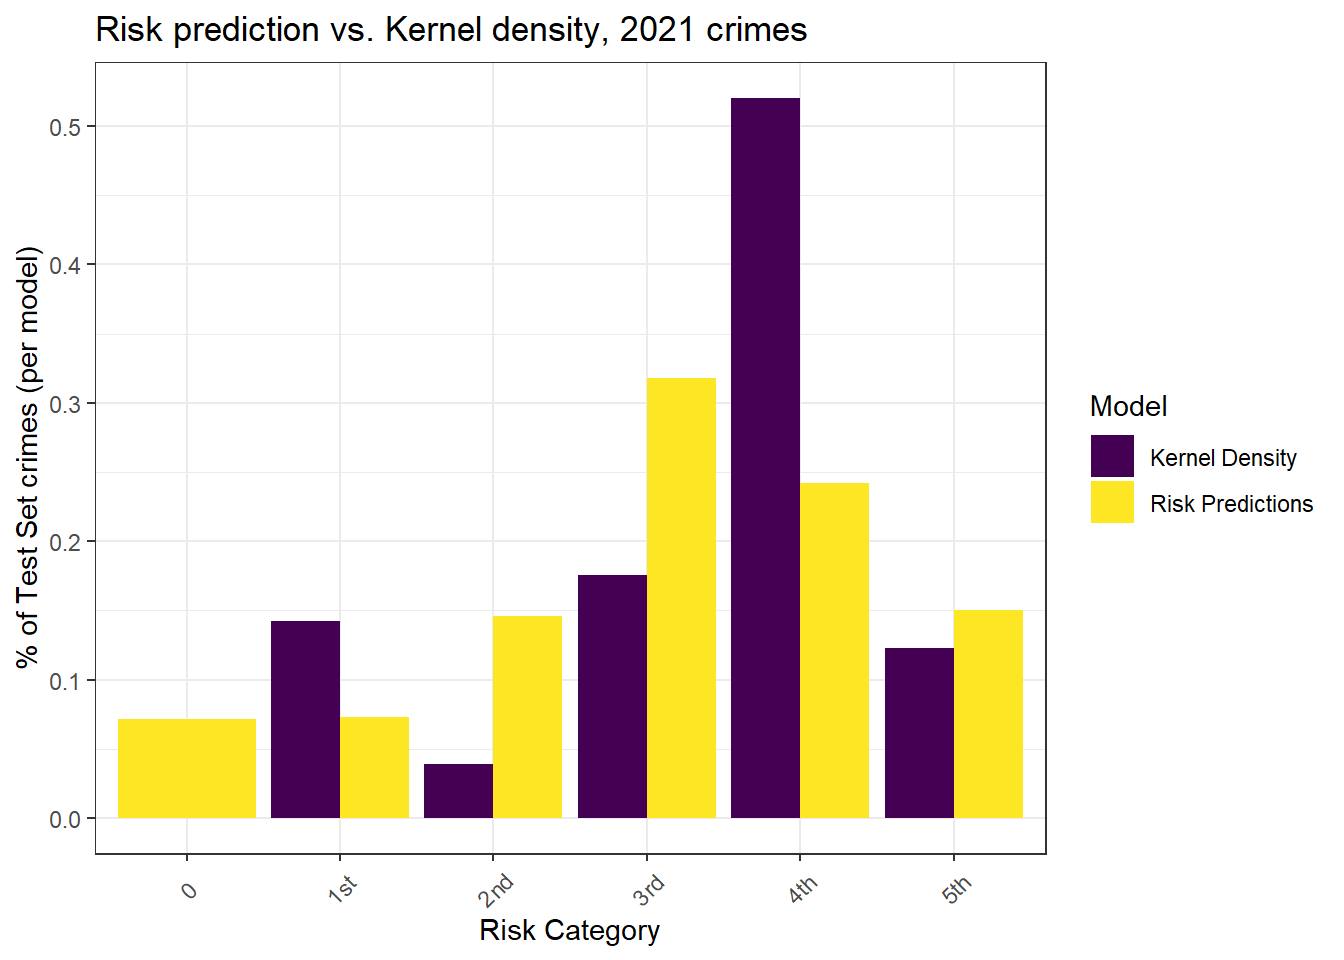 Risk prediction vs. Kernel density, 2021 crimes
% of Test Set crimes (per model)
0.5
0.4
0.3
0.2
0.1
0.0
0
1st
2nd
3rd
4th
5th
Risk Category
Model
Kernel Density
Risk Predictions